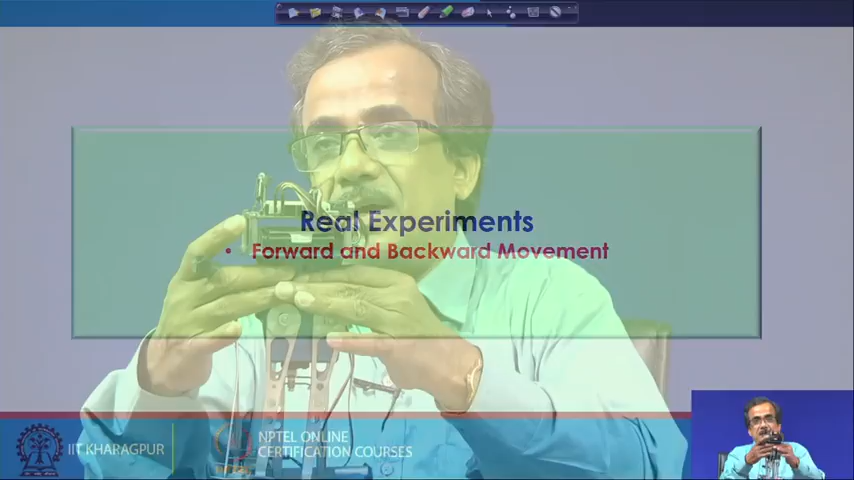 Real Experiments
• Forward and Backward Movement
IIT KHARAGPUR
NPTEL ONLINE
CERTIFICATION COURSES